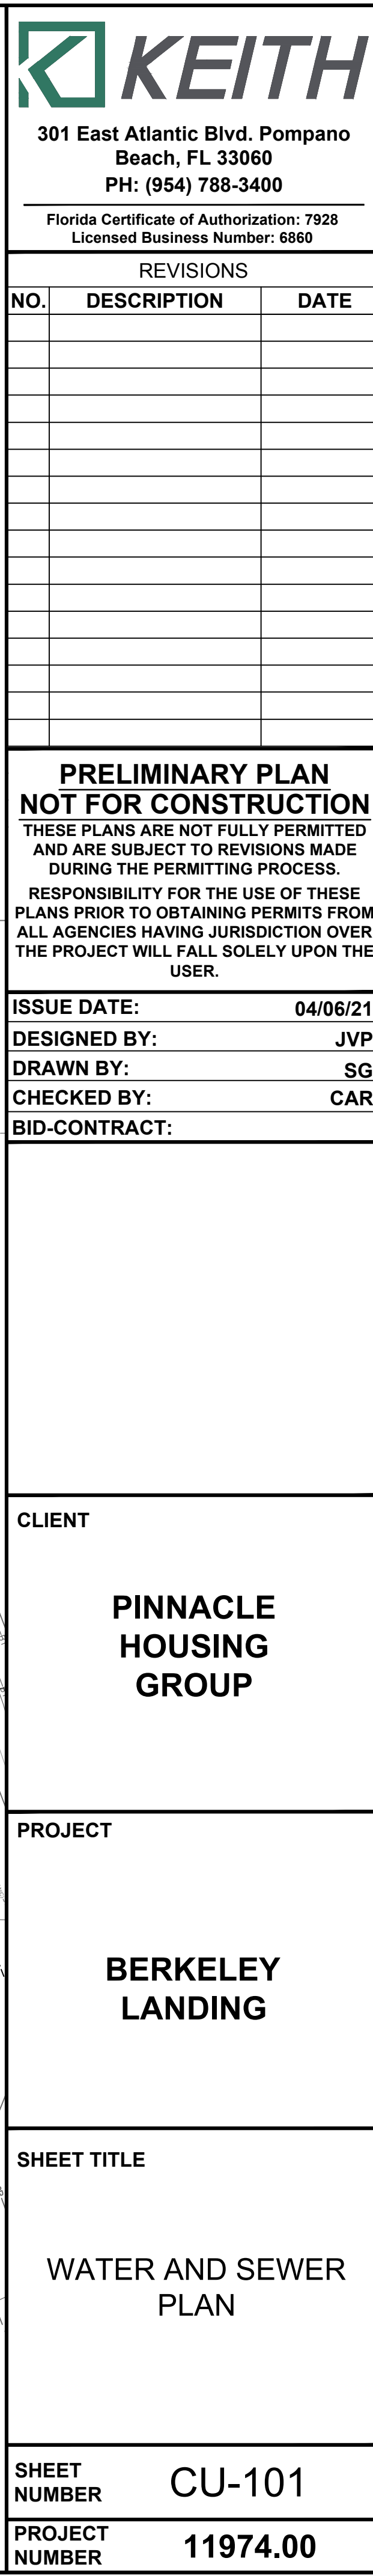 KEITH
301 East Atlantic Blvd. Pompano
Beach, FL 33060
PH: (954) 788-3400
Florida Certificate of Authorization: 7928
Licensed Business Number: 6860
REVISIONS
NO. DESCRIPTION DATE
PRELIMINARY PLAN
NOT FOR CONSTRUCTION
THESE PLANS ARE NOT FULLY PERMITTED
AND ARE SUBJECT TO REVISIONS MADE
DURING THE PERMITTING PROCESS.
RESPONSIBILITY FOR THE USE OF THESE
PLANS PRIOR TO OBTAINING PERMITS FROM
ALL AGENCIES HAVING JURISDICTION OVER
THE PROJECT WILL FALL SOLELY UPON THE
USER.
ISSUE DATE: 04/06/21
DESIGNED BY: JVP
DRAWN BY: SG
CHECKED BY: CAR
BID-CONTRACT:
CLIENT
PINNACLE
HOUSING
GROUP
PROJECT
BERKELEY
LANDING
SHEET TITLE
WATER AND SEWER
PLAN
SHEET
NUMBER CU-101
PROJECT
NUMBER 11974.00